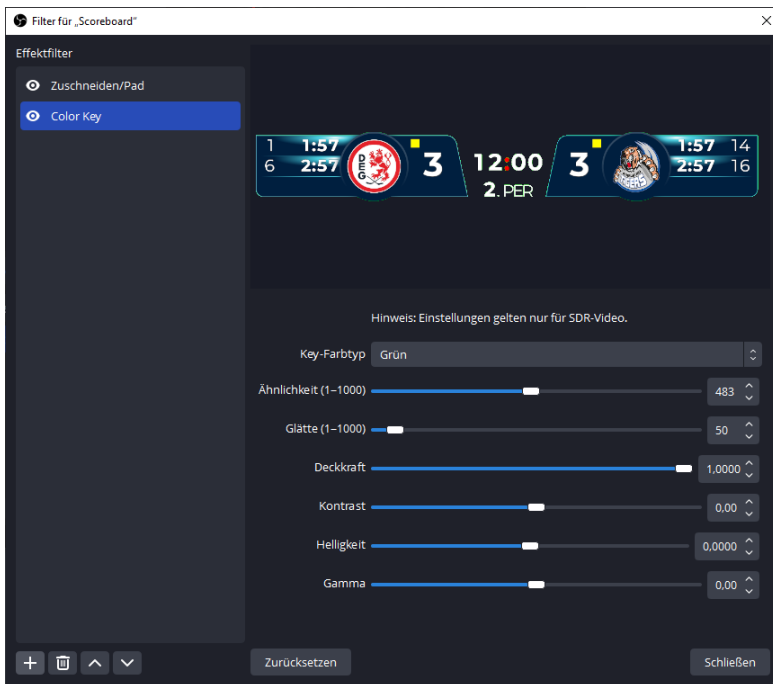 Filter für „Scoreboard“
Effektfilter
Zuschneiden/Pad
Color Key
1 1:57
6 2:57
DEG
3
12:00
2. PER
3
1:57 14
2:57 16
Hinweis: Einstellungen gelten nur für SDR-Video.
Key-Farbtyp Grün
Ähnlichkeit (1–1000) 483
Glätte (1–1000) 50
Deckkraft 1,0000
Kontrast 0,00
Helligkeit 0,0000
Gamma 0,00
Zurücksetzen
Schließen